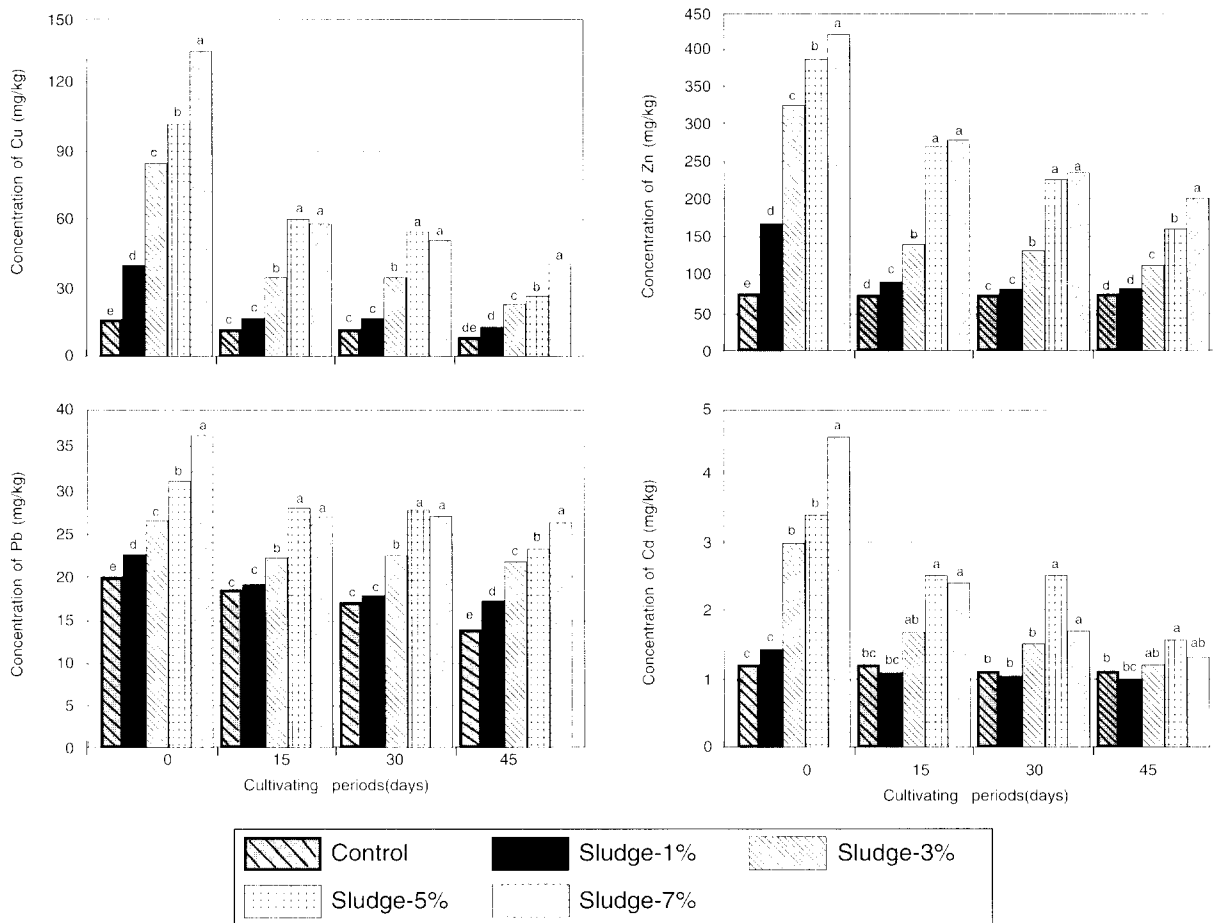 Concentration of Cu (mg/kg)
150
120
90
60
30
0
e d c b a
c c b a a
c c b a a
de d c b a
Concentration of Zn (mg/kg)
450
400
350
300
250
200
150
100
50
0
e d c b a
d c b a a
c c b a a
d d c b a
Concentration of Pb (mg/kg)
40
35
30
25
20
15
10
5
0
e d c b a
c c b a a
c c b a a
e d c b a
0 15 30 45
Cultivating periods(days)
Concentration of Cd (mg/kg)
5
4
3
2
1
0
c c b b a
bc bc ab a a
b b b a a
b bc ab a ab
0 15 30 45
Cultivating periods(days)
Control Sludge-1% Sludge-3%
Sludge-5% Sludge-7%